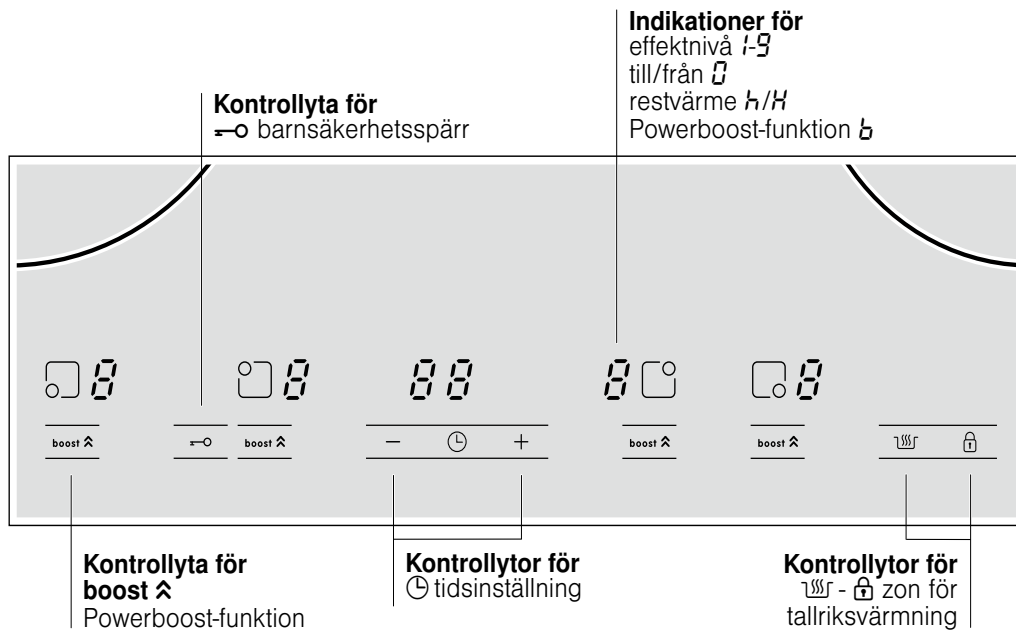 Indikationer för
effektnivå 1-9
till/från 0
restvärme h/H
Powerboost-funktion b
Kontrollyta för
barnsäkerhetsspärr
8 8 88 8 8
boost boost − + boost boost
Kontrollyta för
boost
Powerboost-funktion
Kontrollytor för
tidsinställning
Kontrollytor för
- zon för
tallriksvärmning